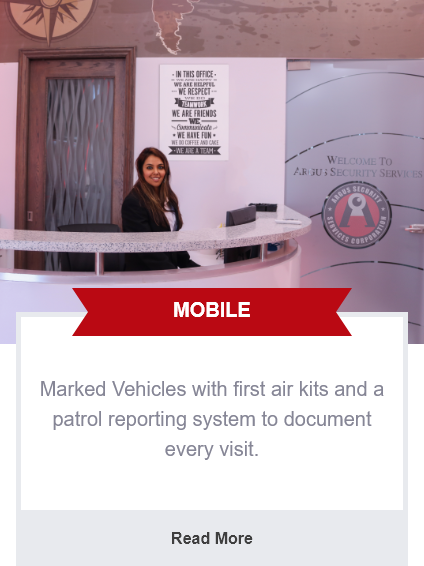 IN THIS OFFICE
WE ARE HELPFUL
WE RESPECT
TEAMWORK
WE ARE FRIENDS
WE
Communicate
WE HAVE FUN
WE DO COFFEE AND CAKE
WE ARE A TEAM
WELCOME TO
ARGUS SECURITY SERVICES
ARGUS SECURITY
SERVICES CORPORATION
MOBILE
Marked Vehicles with first air kits and a
patrol reporting system to document
every visit.
Read More